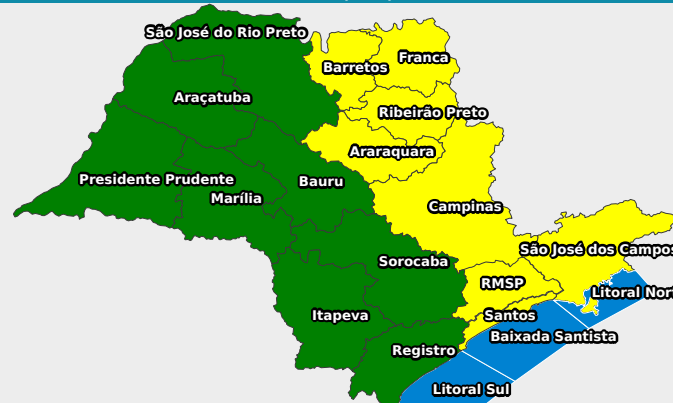 São José do Rio Preto
Franca
Barretos
Araçatuba
Ribeirão Preto
Araraquara
Presidente Prudente
Bauru
Marília
Campinas
São José dos Campos
Sorocaba
RMSP
Litoral Nort
Itapeva
Santos
Baixada Santista
Registro
Litoral Sul